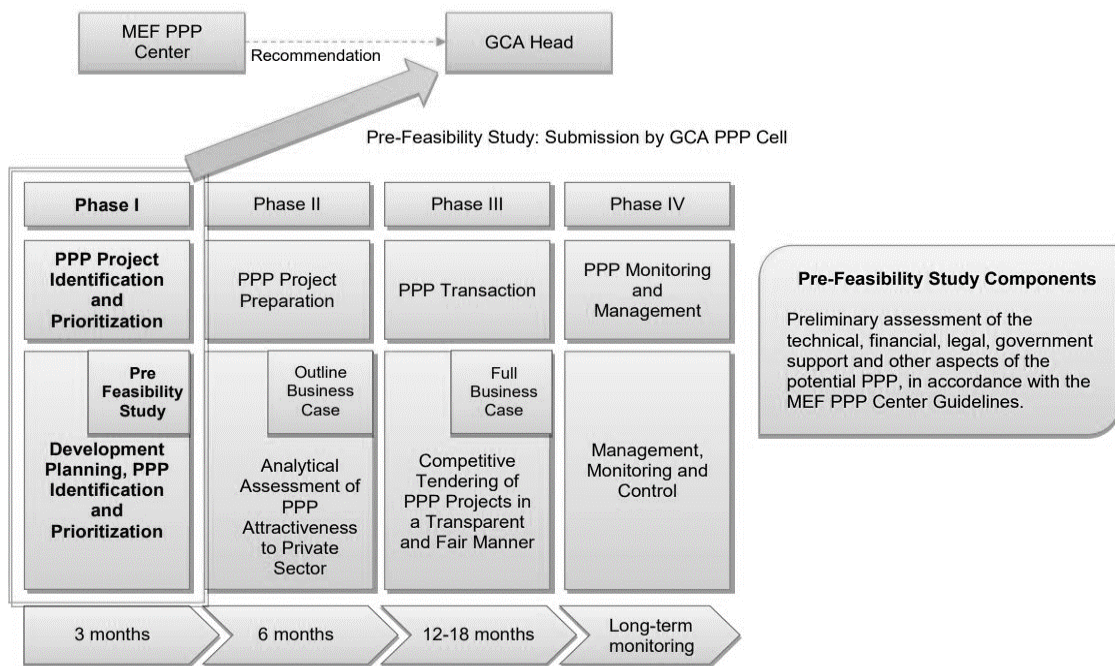 MEF PPP
Center
Recommendation
GCA Head
Pre-Feasibility Study: Submission by GCA PPP Cell
Phase I
Phase II
Phase III
Phase IV
PPP Project
Identification
and
Prioritization
PPP Project
Preparation
PPP Transaction
PPP Monitoring
and
Management
Pre
Feasibility
Study
Development
Planning, PPP
Identification
and
Prioritization
Outline
Business
Case
Analytical
Assessment of
PPP
Attractiveness
to Private
Sector
Full
Business
Case
Competitive
Tendering of
PPP Projects in
a Transparent
and Fair Manner
Management,
Monitoring and
Control
Pre-Feasibility Study Components
Preliminary assessment of the
technical, financial, legal, government
support and other aspects of the
potential PPP, in accordance with the
MEF PPP Center Guidelines.
3 months
6 months
12-18 months
Long-term
monitoring